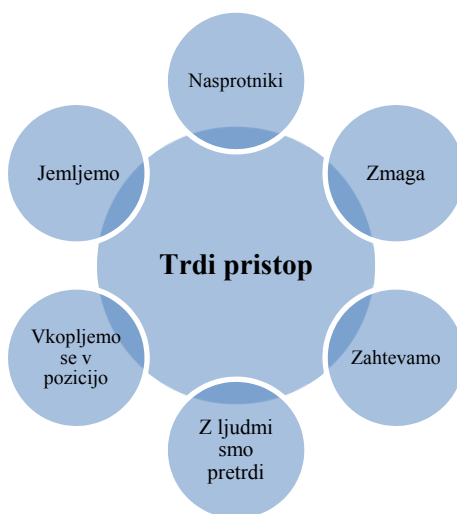 Nasprotniki
Jemljemo
Zmaga
Trdi pristop
Vkopljemo
se v
pozicijo
Zahtevamo
Z ljudmi
smo
pretrdi